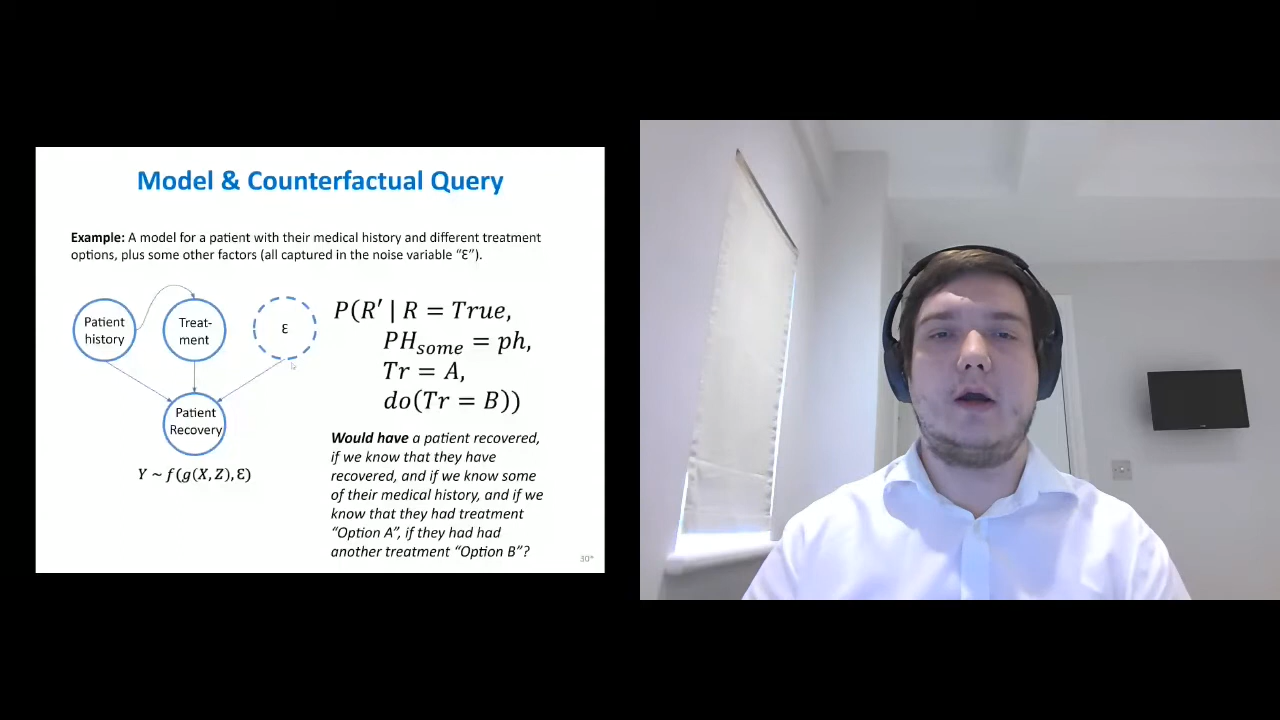 Model & Counterfactual Query
Example: A model for a patient with their medical history and different treatment
options, plus some other factors (all captured in the noise variable “Ɛ”).
Patient
history
Treat-
ment
Ɛ
Patient
Recovery
Y ~ f(g(X, Z), Ɛ)
P(R′ | R = True,
PH_some = ph,
Tr = A,
do(Tr = B))
Would have a patient recovered,
if we know that they have
recovered, and if we know some
of their medical history, and if we
know that they had treatment
“Option A”, if they had had
another treatment “Option B”?